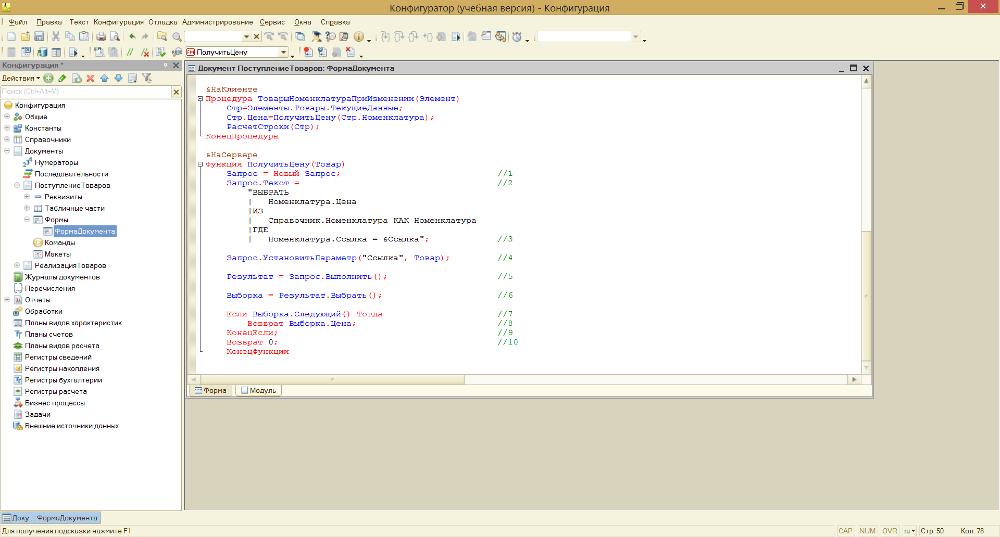 Конфигуратор (учебная версия) - Конфигурация
Файл Правка Текст Конфигурация Отладка Администрирование Сервис Окна Справка
ПолучитьЦену
Конфигурация *
Действия
Поиск (Ctrl+Alt+M)
Конфигурация
Общие
Константы
Справочники
Документы
Нумераторы
Последовательности
ПоступлениеТоваров
Реквизиты
Табличные части
Формы
ФормаДокумента
Команды
Макеты
РеализацияТоваров
Журналы документов
Перечисления
Отчеты
Обработки
Планы видов характеристик
Планы счетов
Планы видов расчета
Регистры сведений
Регистры накопления
Регистры бухгалтерии
Регистры расчета
Бизнес-процессы
Задачи
Внешние источники данных
Документ ПоступлениеТоваров: ФормаДокумента
&НаКлиенте
Процедура ТоварыНоменклатураПриИзменении(Элемент)
Стр=Элементы.Товары.ТекущиеДанные;
Стр.Цена=ПолучитьЦену(Стр.Номенклатура);
РасчетСтроки(Стр);
КонецПроцедуры
&НаСервере
Функция ПолучитьЦену(Товар)
Запрос = Новый Запрос; //1
Запрос.Текст = //2
"ВЫБРАТЬ
| Номенклатура.Цена
|ИЗ
| Справочник.Номенклатура КАК Номенклатура
|ГДЕ
| Номенклатура.Ссылка = &Ссылка"; //3
Запрос.УстановитьПараметр("Ссылка", Товар); //4
Результат = Запрос.Выполнить(); //5
Выборка = Результат.Выбрать(); //6
Если Выборка.Следующий() Тогда //7
Возврат Выборка.Цена; //8
КонецЕсли; //9
Возврат 0; //10
КонецФункции
Форма Модуль
Доку...: ФормаДокумента
Для получения подсказки нажмите F1 CAP NUM OVR ru Стр: 50 Кол: 78